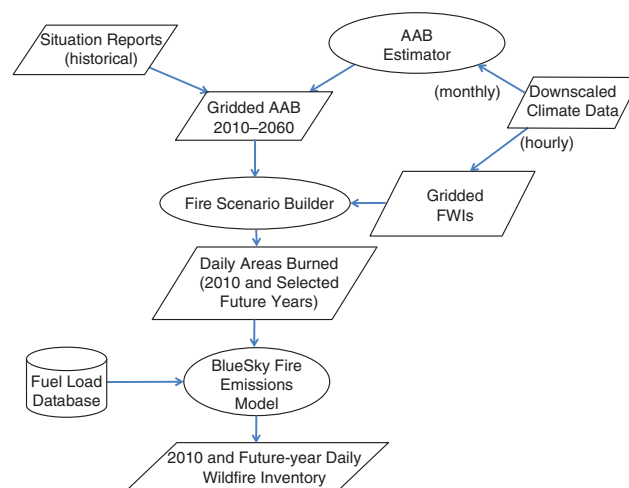 Situation Reports
(historical)
AAB
Estimator
Gridded AAB
2010–2060
(monthly)
Downscaled
Climate Data
(hourly)
Fire Scenario Builder
Gridded
FWIs
Daily Areas Burned
(2010 and Selected
Future Years)
Fuel Load
Database
BlueSky Fire
Emissions
Model
2010 and Future-year Daily
Wildfire Inventory